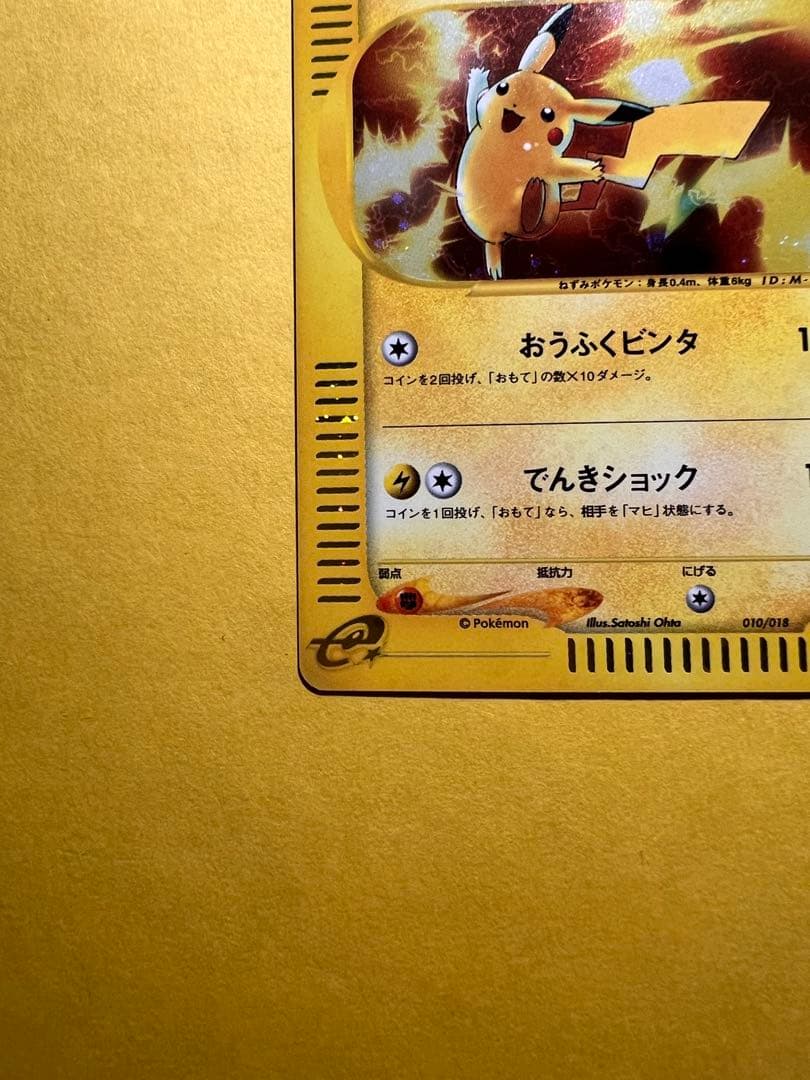 ねずみポケモン：身長0.4m、体重6kg ID:M-
おうふくビンタ 1
コインを2回投げ、「おもて」の数×10ダメージ。
でんきショック 1
コインを1回投げ、「おもて」なら、相手を「マヒ」状態にする。
弱点 抵抗力 にげる
© Pokémon Illus.Satoshi Ohta 010/018
e